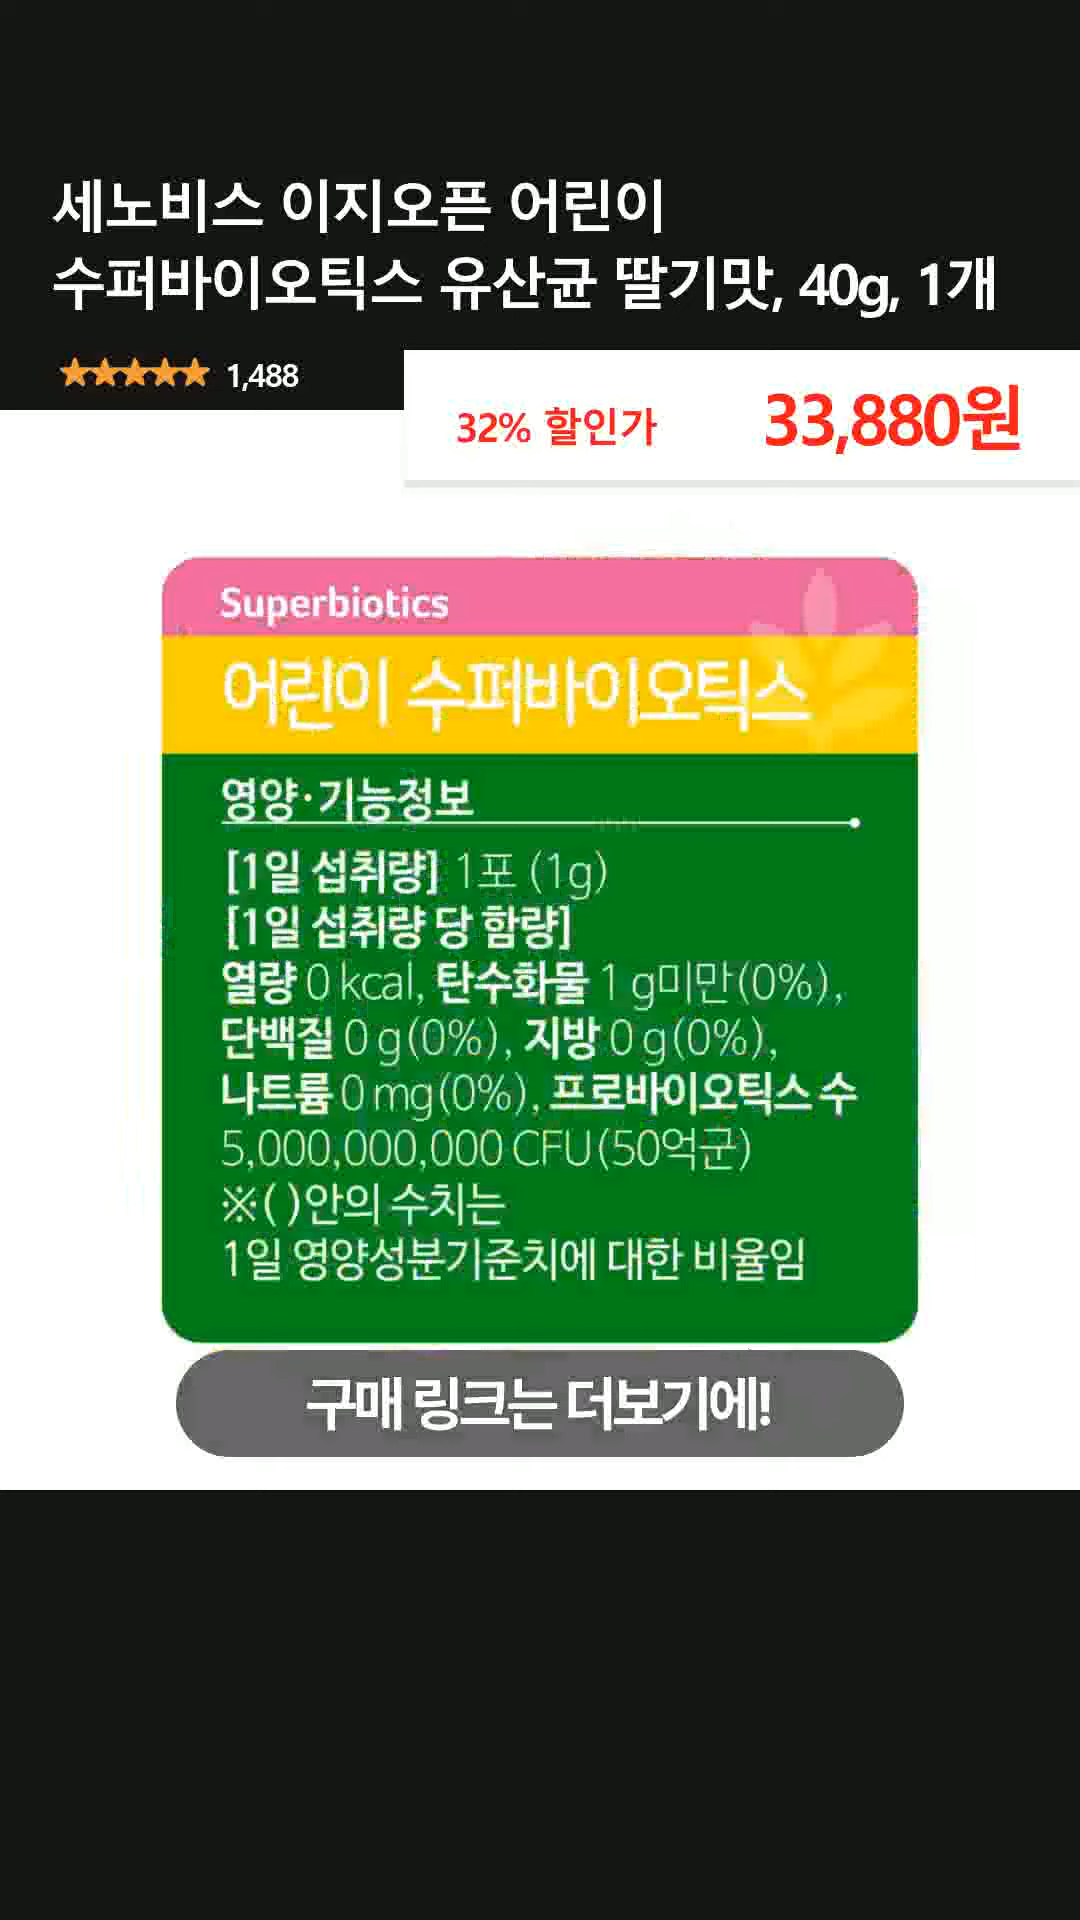 세노비스 이지오픈 어린이
수퍼바이오틱스 유산균 딸기맛, 40g, 1개
1,488
32% 할인가 33,880원
Superbiotics
어린이 수퍼바이오틱스
영양·기능정보
[1일 섭취량] 1포 (1g)
[1일 섭취량 당 함량]
열량 0 kcal, 탄수화물 1 g미만(0%),
단백질 0 g(0%), 지방 0 g(0%),
나트륨 0 mg(0%), 프로바이오틱스 수
5,000,000,000 CFU(50억균)
※( )안의 수치는
1일 영양성분기준치에 대한 비율임
구매 링크는 더보기에!